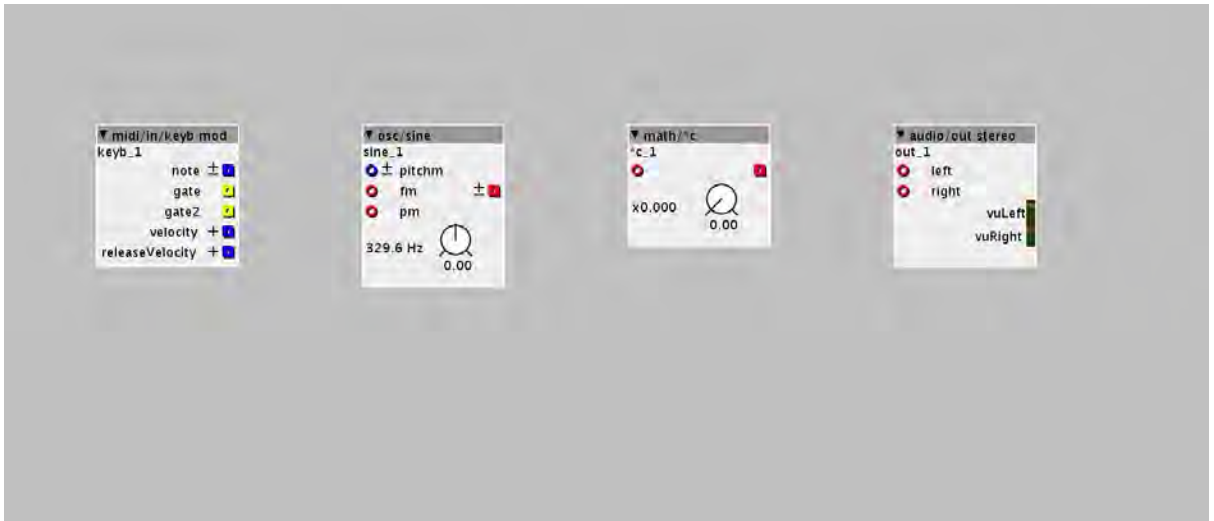 midi/in/keyb mod
keyb_1
note ±
gate
gate2
velocity +
releaseVelocity +
osc/sine
sine_1
± pitchm
fm ±
pm
329.6 Hz
0.00
math/*c
*c_1
x0.000
0.00
audio/out stereo
out_1
left
right
vuLeft
vuRight